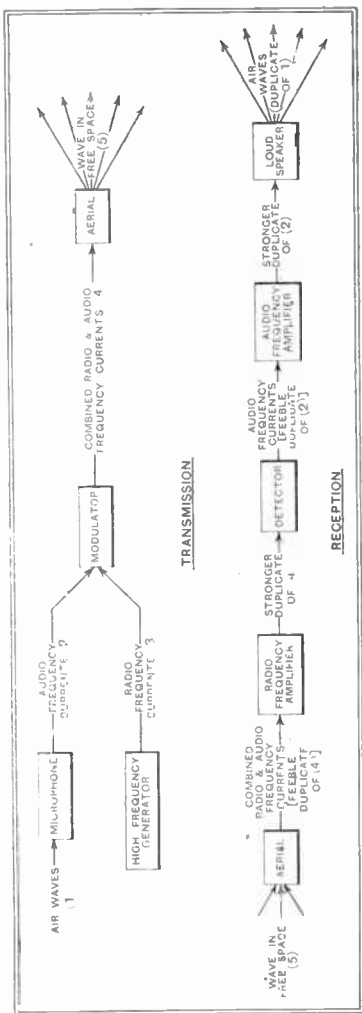 AIR WAVES
1
MICROPHONE
AUDIO
FREQUENCY
CURRENTS 2
HIGH FREQUENCY
GENERATOR
RADIO
FREQUENCY
CURRENTS 3
MODULATOR
COMBINED RADIO & AUDIO
FREQUENCY CURRENTS 4
AERIAL
WAVE IN
FREE SPACE
(5)
TRANSMISSION
WAVE IN
FREE SPACE
(5)
AERIAL
COMBINED
RADIO & AUDIO
FREQUENCY
CURRENTS
[FEEBLE
DUPLICATE
OF (4)]
RADIO
FREQUENCY
AMPLIFIER
STRONGER
DUPLICATE
OF 4
DETECTOR
AUDIO
FREQUENCY
CURRENTS
[FEEBLE
DUPLICATE
OF (2)]
AUDIO
FREQUENCY
AMPLIFIER
STRONGER
DUPLICATE
OF (2)
LOUD
SPEAKER
AIR
WAVES
(DUPLICATE
OF 1)
RECEPTION